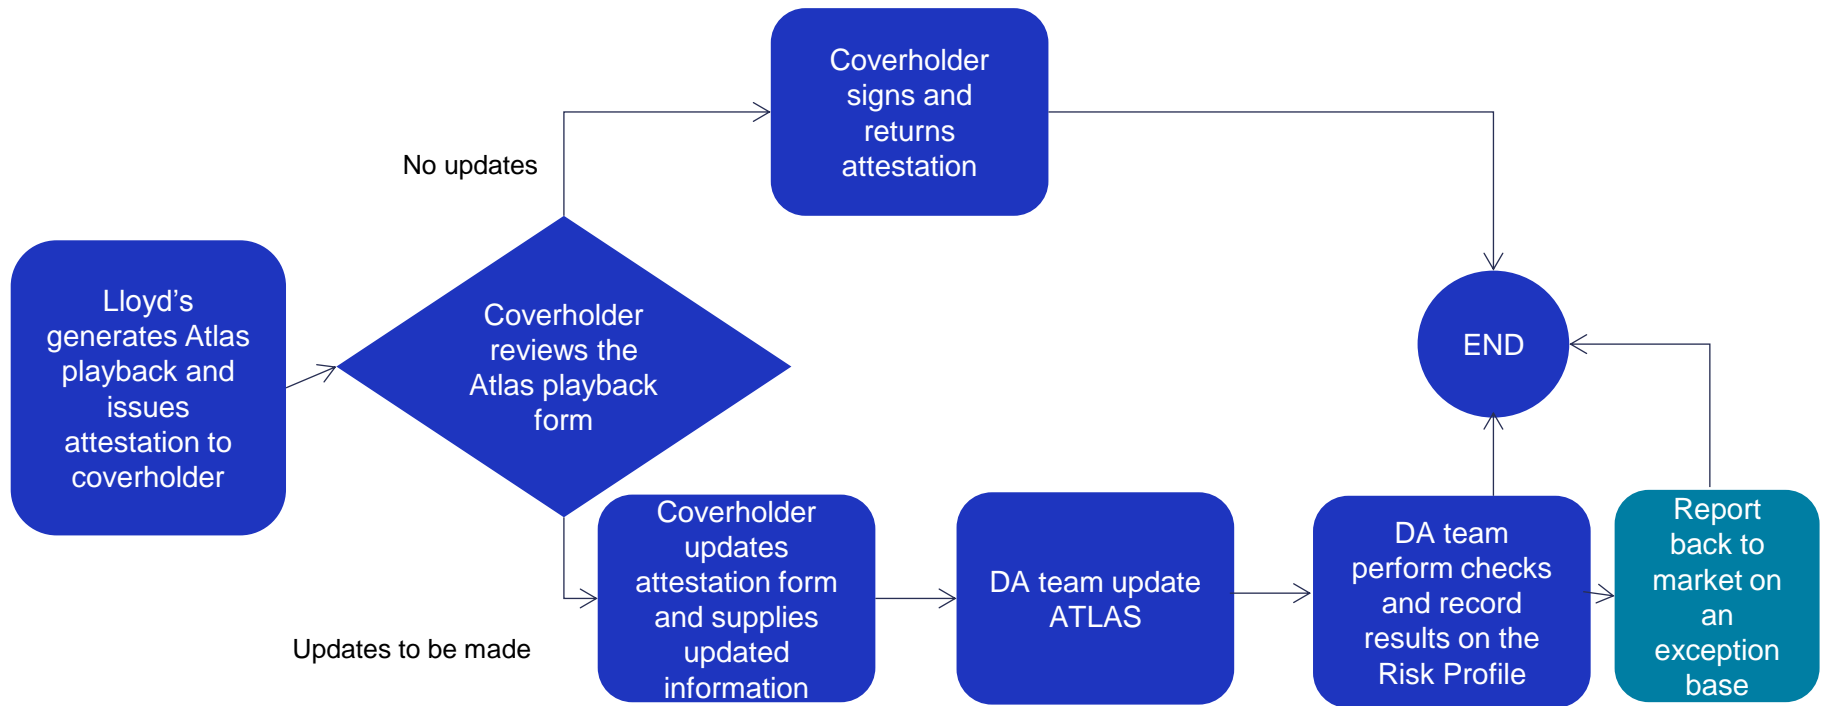 Coverholder
signs and
returns
attestation
No updates
Lloyd’s
generates Atlas
playback and
issues
attestation to
coverholder
Coverholder
reviews the
Atlas playback
form
END
Coverholder
updates
attestation form
and supplies
updated
information
Updates to be made
DA team update
ATLAS
DA team
perform checks
and record
results on the
Risk Profile
Report
back to
market on
an
exception
base